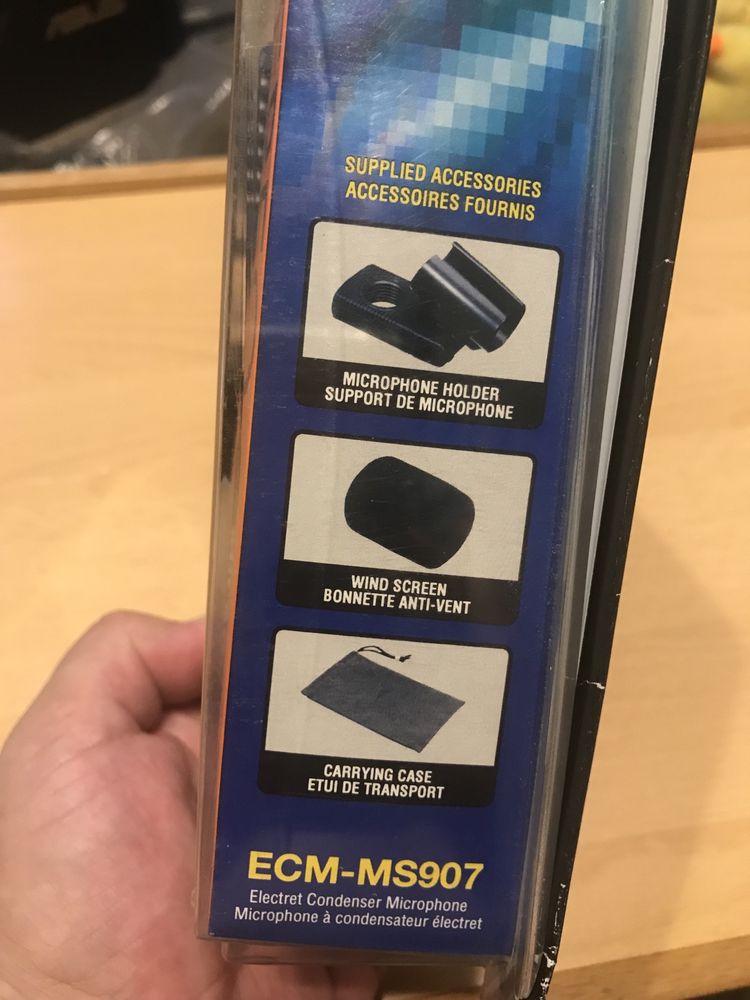 ASUS
SUPPLIED ACCESSORIES
ACCESSOIRES FOURNIS
MICROPHONE HOLDER
SUPPORT DE MICROPHONE
WIND SCREEN
BONNETTE ANTI-VENT
CARRYING CASE
ETUI DE TRANSPORT
ECM-MS907
Electret Condenser Microphone
Microphone à condensateur électret